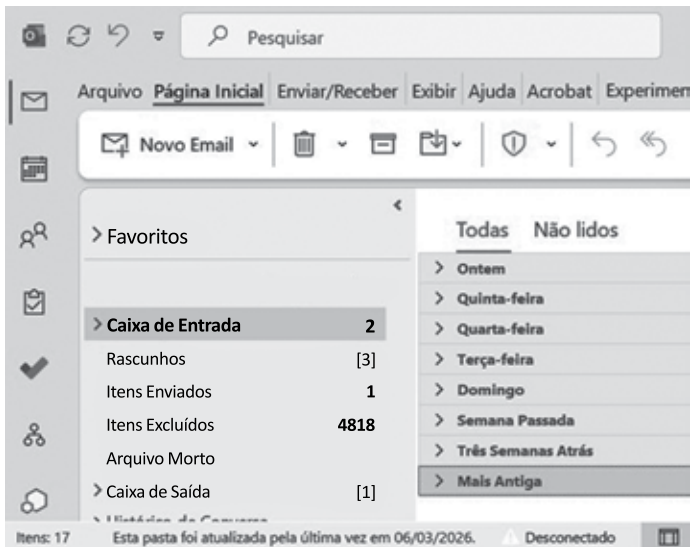 Pesquisar
Arquivo Página Inicial Enviar/Receber Exibir Ajuda Acrobat Experimen
Novo Email
Favoritos
Caixa de Entrada 2
Rascunhos [3]
Itens Enviados 1
Itens Excluídos 4818
Arquivo Morto
Caixa de Saída [1]
Todas Não lidos
Ontem
Quinta-feira
Quarta-feira
Terça-feira
Domingo
Semana Passada
Três Semanas Atrás
Mais Antiga
Itens: 17 Esta pasta foi atualizada pela última vez em 06/03/2026. Desconectado